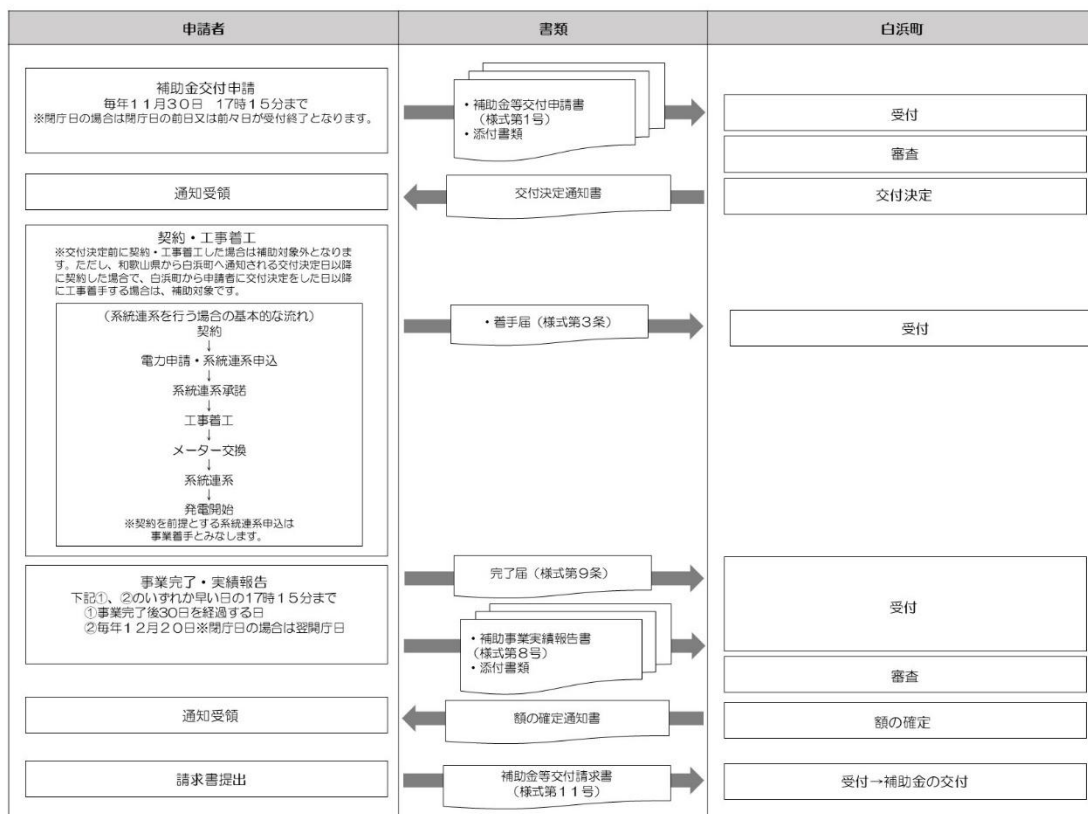 申請者
書類
白浜町
補助金交付申請
毎年11月30日 17時15分まで
※閉庁日の場合は閉庁日の前日又は前々日が受付終了となります。
・補助金等交付申請書
（様式第1号）
・添付書類
受付
審査
通知受領
交付決定通知書
交付決定
契約・工事着工
※交付決定前に契約・工事着工した場合は補助対象外となりま
す。ただし、和歌山県から白浜町へ通知される交付決定日以降
に契約した場合で、白浜町から申請者に交付決定をした日以降
に工事着手する場合は、補助対象です。
（系統連系を行う場合の基本的な流れ）
契約
↓
電力申請・系統連系申込
↓
系統連系承諾
↓
工事着工
↓
メーター交換
↓
系統連系
↓
発電開始
※契約を前提とする系統連系申込は
事業着手とみなします。
・着手届（様式第3条）
受付
事業完了・実績報告
下記①、②のいずれか早い日の17時15分まで
①事業完了後30日を経過する日
②毎年12月20日※閉庁日の場合は翌開庁日
完了届（様式第9条）
・補助事業実績報告書
（様式第8号）
・添付書類
受付
審査
通知受領
額の確定通知書
額の確定
請求書提出
補助金等交付請求書
（様式第11号）
受付→補助金の交付